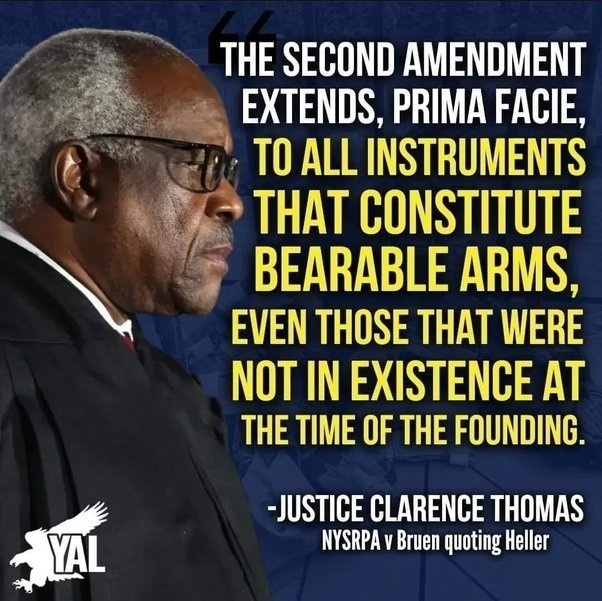 “
THE SECOND AMENDMENT
EXTENDS, PRIMA FACIE,
TO ALL INSTRUMENTS
THAT CONSTITUTE
BEARABLE ARMS,
EVEN THOSE THAT WERE
NOT IN EXISTENCE AT
THE TIME OF THE FOUNDING.
-JUSTICE CLARENCE THOMAS
NYSRPA v Bruen quoting Heller
YAL